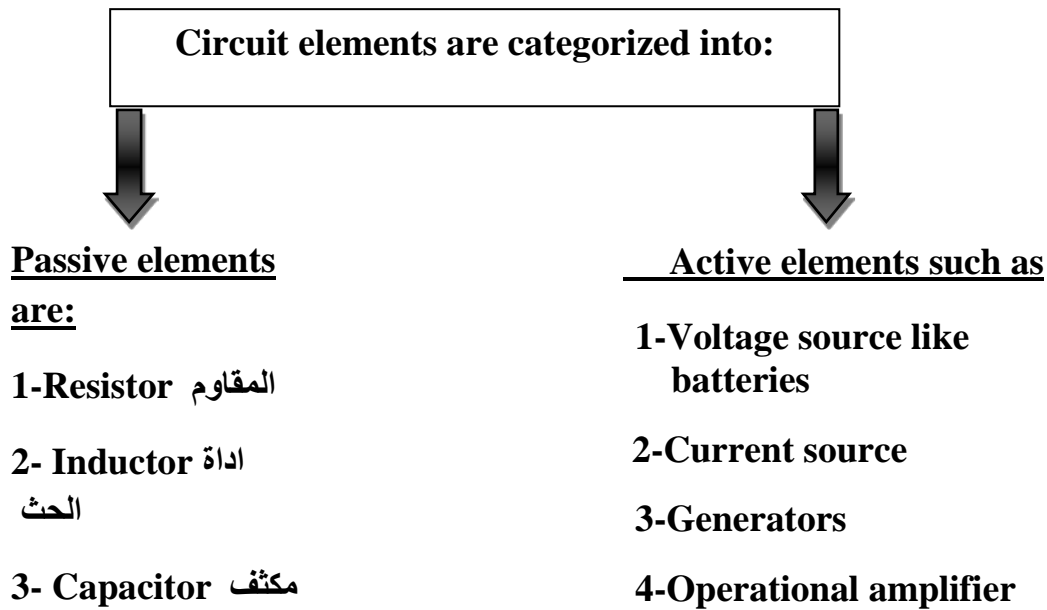 Circuit elements are categorized into:
Passive elements
are:
1-Resistor المقاوم
2- Inductor اداة
الحث
3- Capacitor مكثف
Active elements such as
1-Voltage source like
batteries
2-Current source
3-Generators
4-Operational amplifier